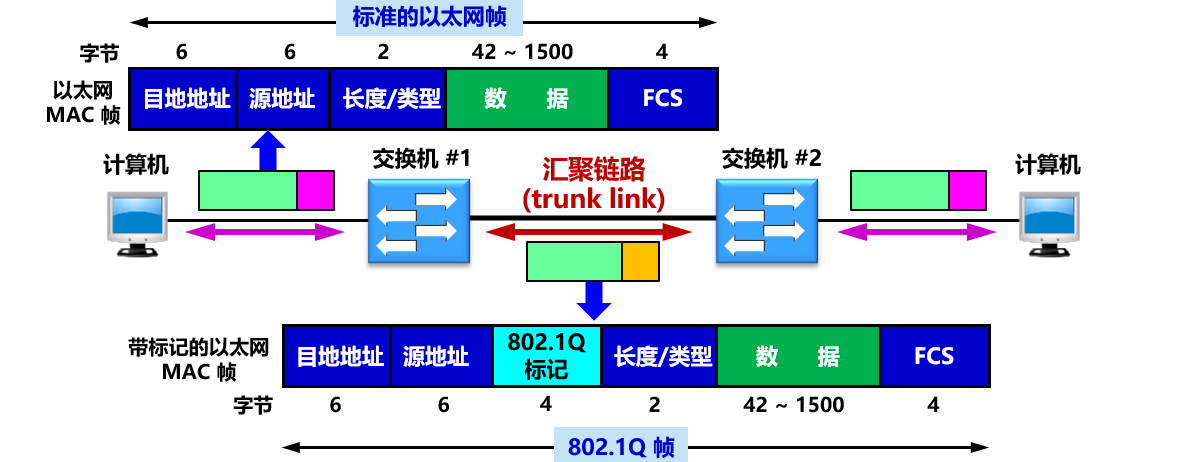 标准的以太网帧
字节 6 6 2 42 ~ 1500 4
以太网
MAC 帧
目地地址 源地址 长度/类型 数 据 FCS
计算机 交换机 #1 汇聚链路 交换机 #2 计算机
(trunk link)
带标记的以太网
MAC 帧
目地地址 源地址 802.1Q 长度/类型 数 据 FCS
标记
字节 6 6 4 2 42 ~ 1500 4
802.1Q 帧